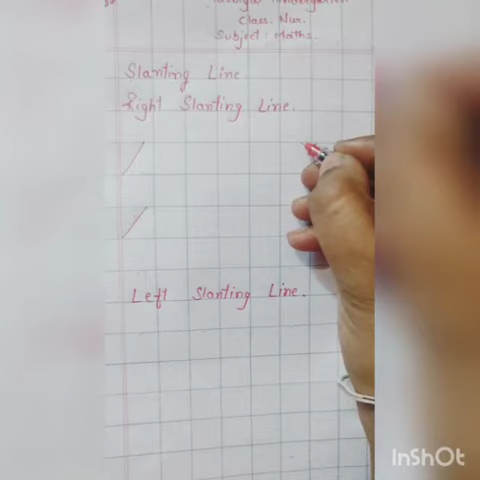 Class. Nur.
Subject : Maths.
Slanting Line
Right Slanting Line.
Left Slanting Line.
InShOt